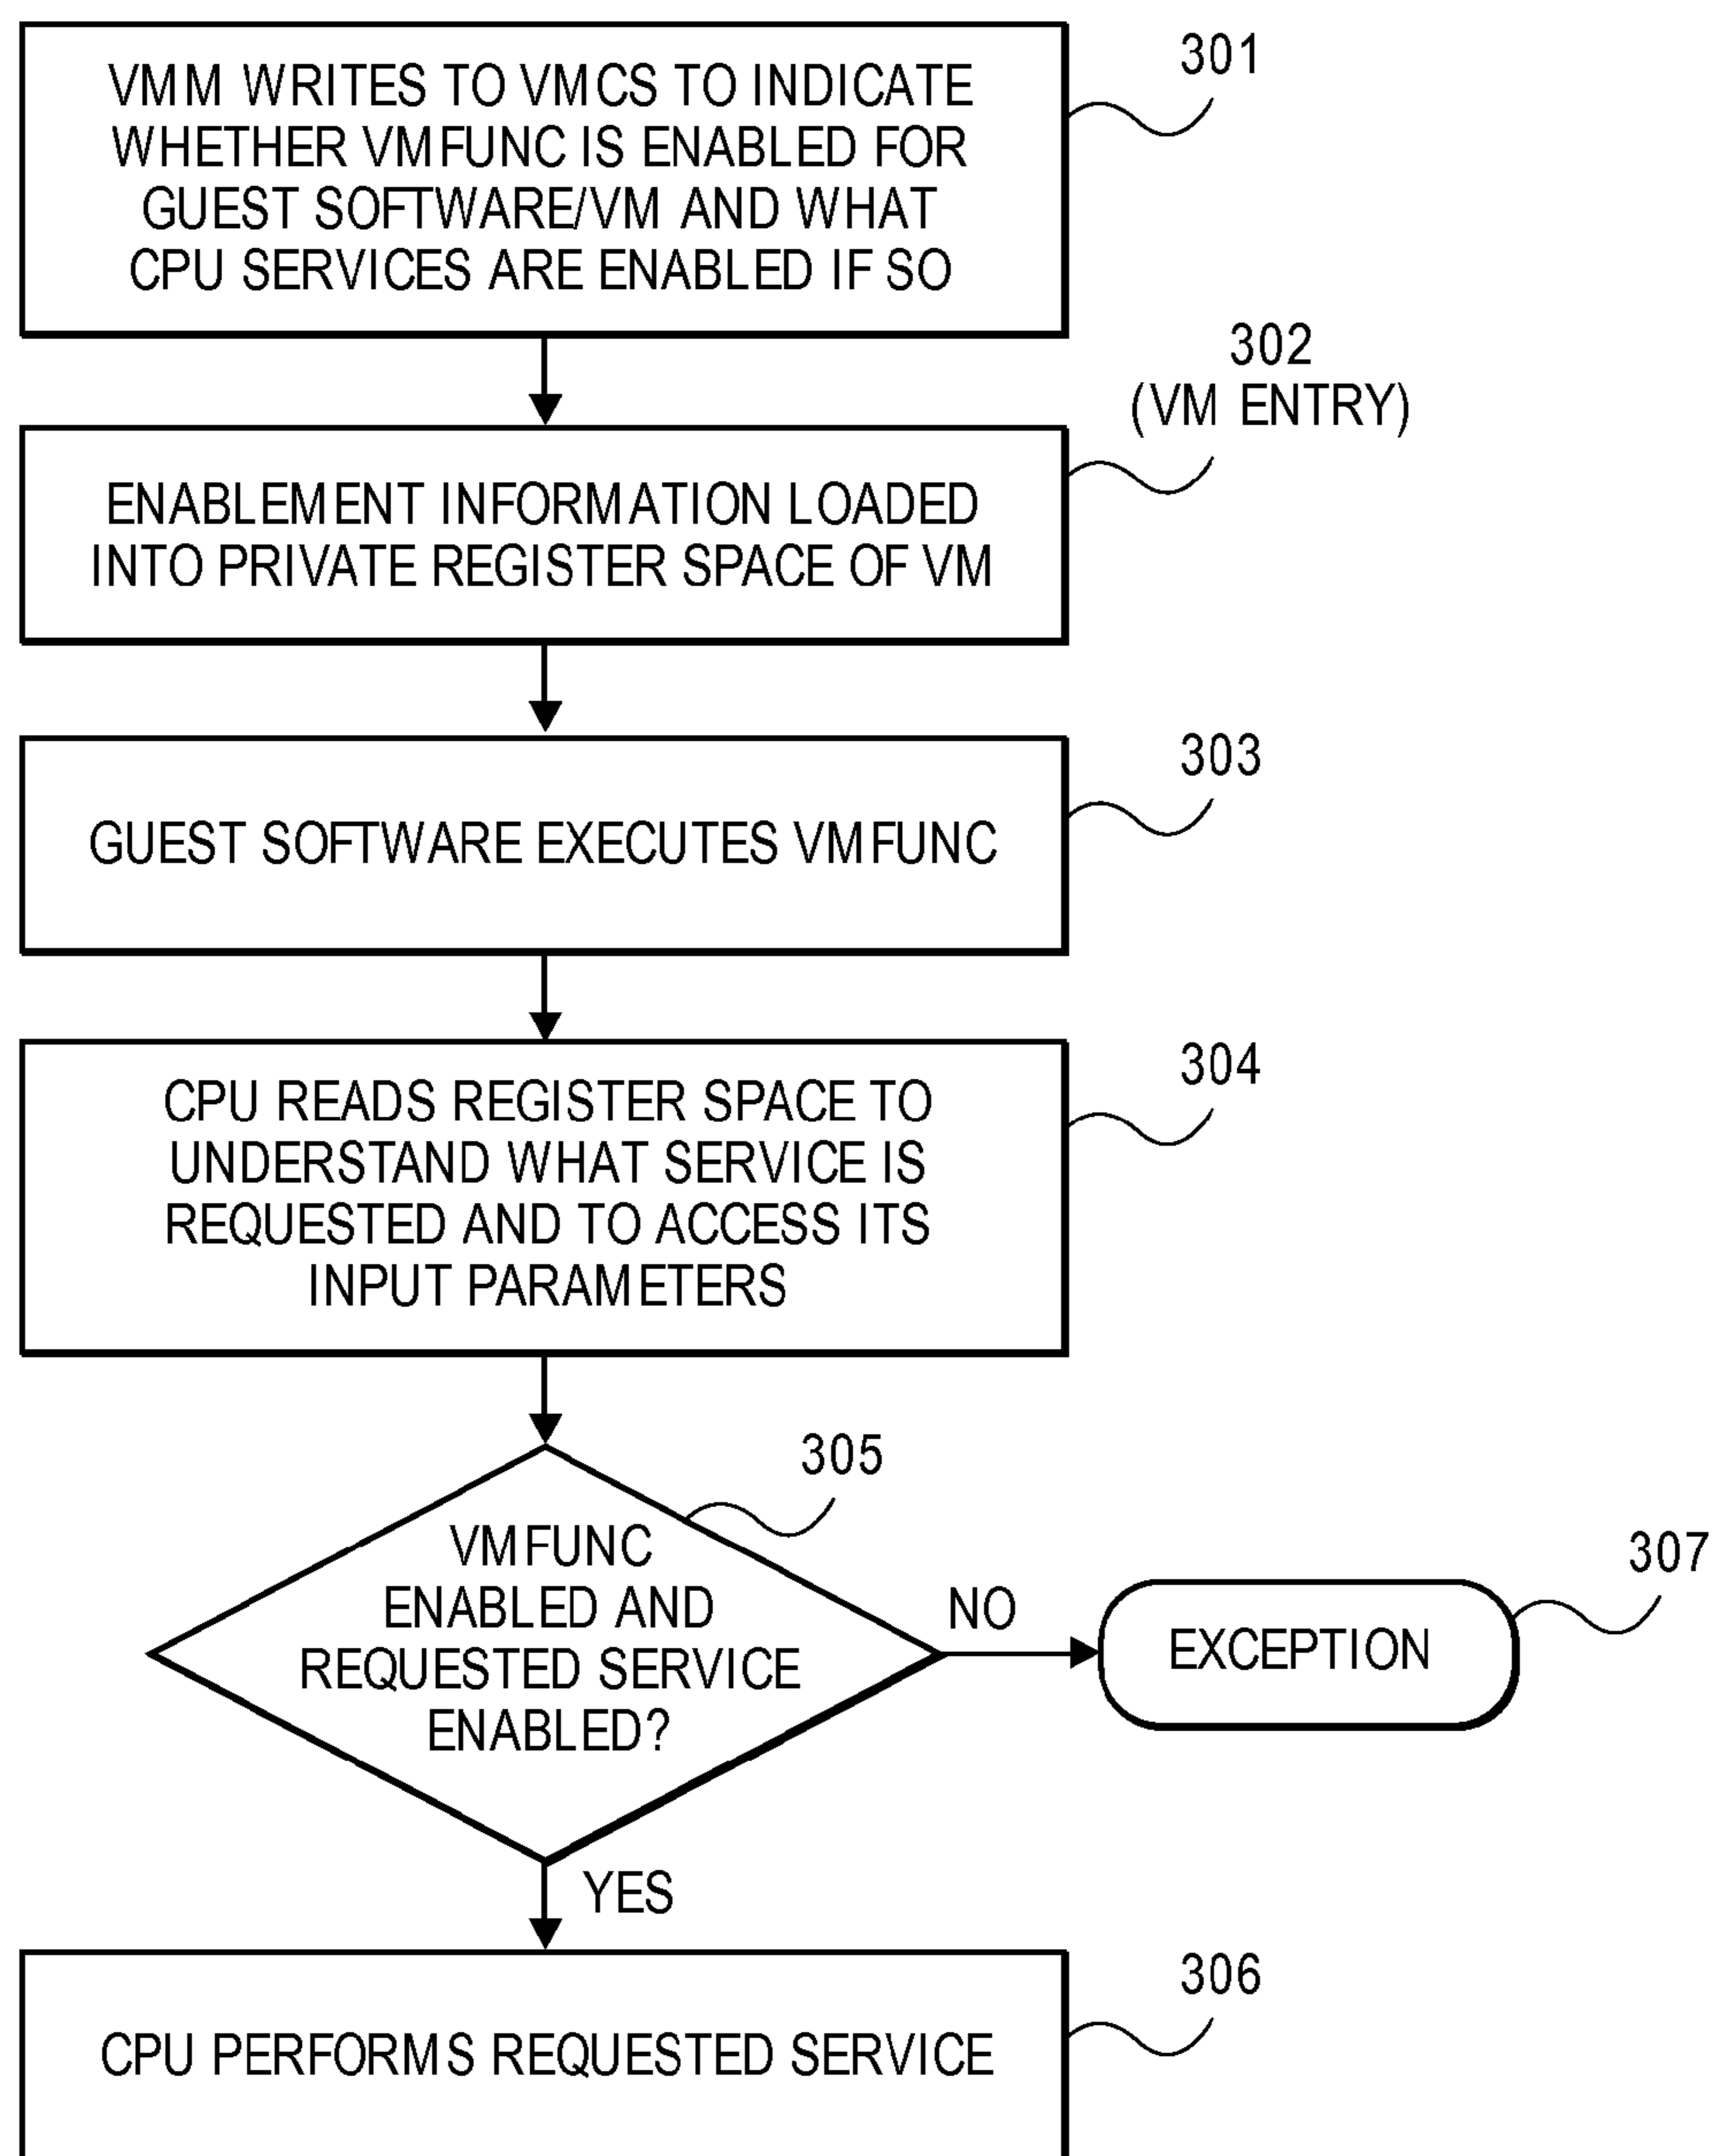 VMM WRITES TO VMCS TO INDICATE
WHETHER VMFUNC IS ENABLED FOR
GUEST SOFTWARE/VM AND WHAT
CPU SERVICES ARE ENABLED IF SO
301
302
(VM ENTRY)
ENABLEMENT INFORMATION LOADED
INTO PRIVATE REGISTER SPACE OF VM
303
GUEST SOFTWARE EXECUTES VMFUNC
304
CPU READS REGISTER SPACE TO
UNDERSTAND WHAT SERVICE IS
REQUESTED AND TO ACCESS ITS
INPUT PARAMETERS
305
VMFUNC
ENABLED AND
REQUESTED SERVICE
ENABLED?
NO
307
EXCEPTION
YES
306
CPU PERFORMS REQUESTED SERVICE